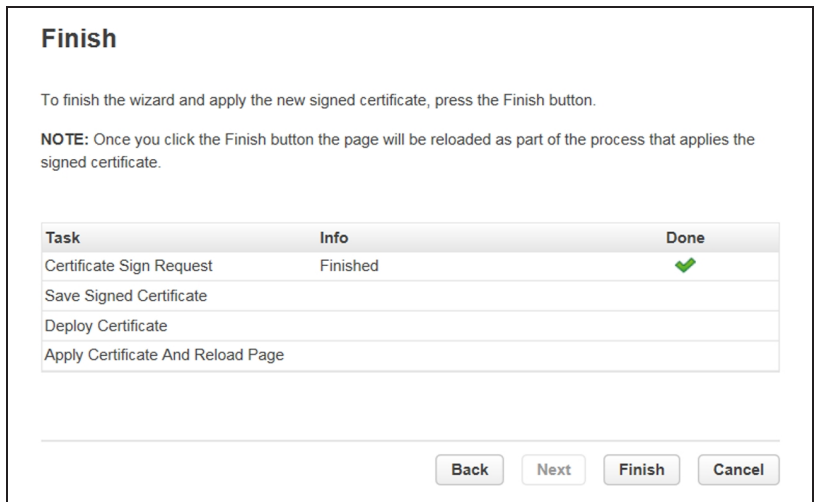 Finish
To finish the wizard and apply the new signed certificate, press the Finish button.
NOTE: Once you click the Finish button the page will be reloaded as part of the process that applies the
signed certificate.
Task Info Done
Certificate Sign Request Finished
Save Signed Certificate
Deploy Certificate
Apply Certificate And Reload Page
Back Next Finish Cancel